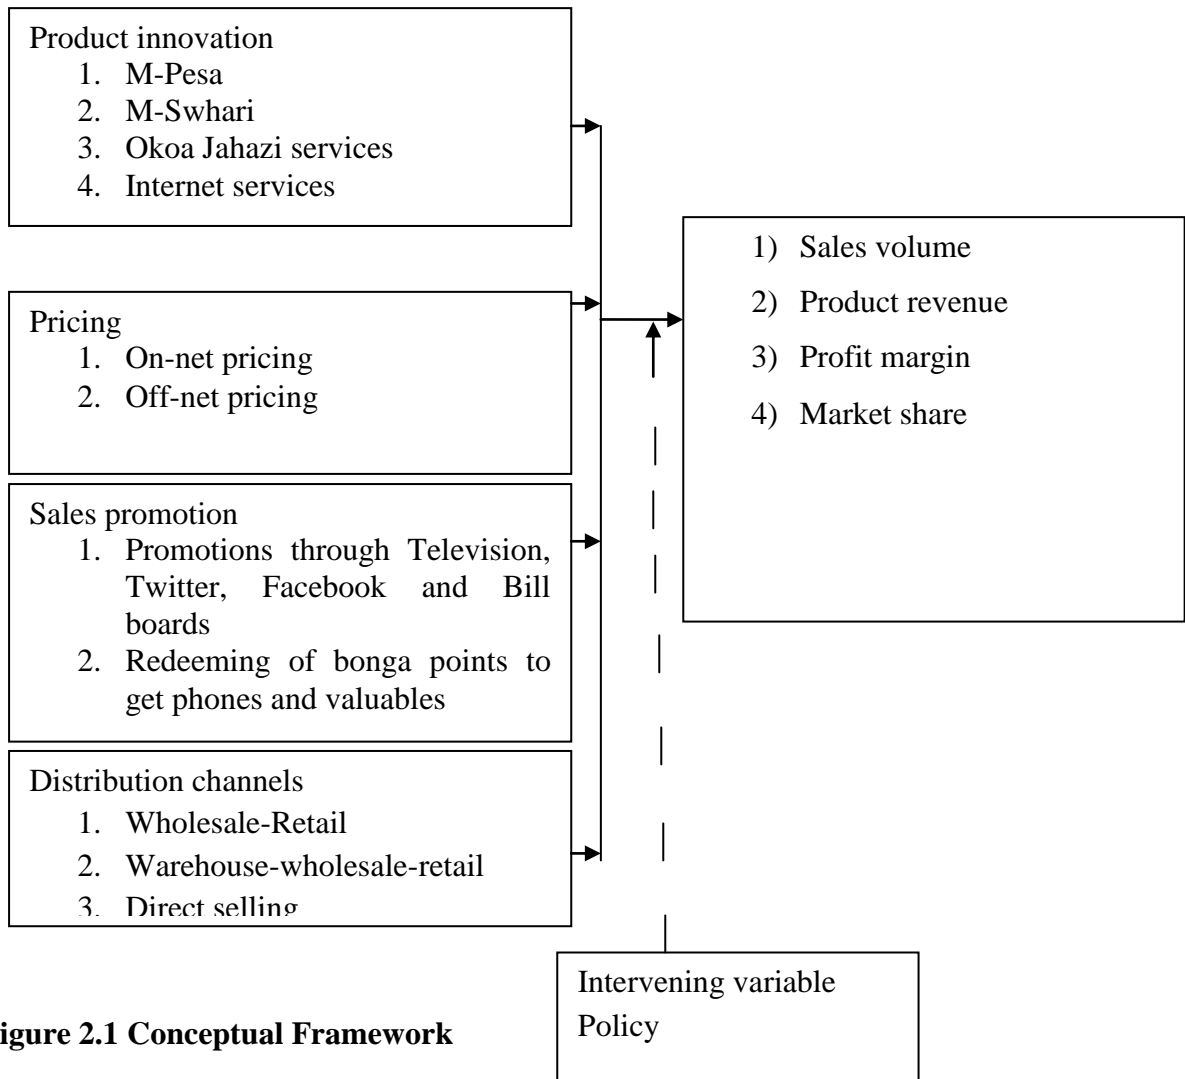 Product innovation
1. M-Pesa
2. M-Swhari
3. Okoa Jahazi services
4. Internet services
Pricing
1. On-net pricing
2. Off-net pricing
Sales promotion
1. Promotions through Television,
Twitter, Facebook and Bill
boards
2. Redeeming of bonga points to
get phones and valuables
Distribution channels
1. Wholesale-Retail
2. Warehouse-wholesale-retail
3. Direct selling
1) Sales volume
2) Product revenue
3) Profit margin
4) Market share
Intervening variable
Policy
igure 2.1 Conceptual Framework